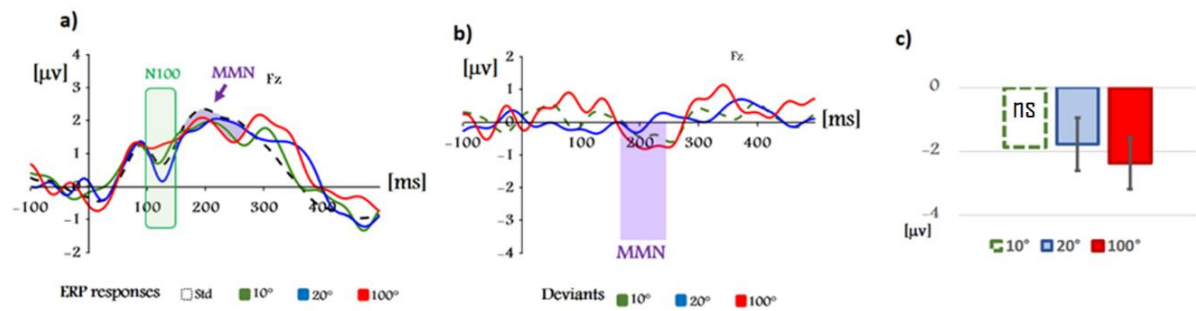 a)
4
3
2
1
0
-1
-2
[μv]
N100
MMN
Fz
-100
100
200
300
400
[ms]
ERP responses
Std
10°
20°
100°
b)
2
1
0
-1
-2
-3
-4
[μv]
Fz
-100
0
100
200
300
400
[ms]
MMN
Deviants
10°
20°
100°
c)
0
-2
-4
[μv]
ns
10°
20°
100°